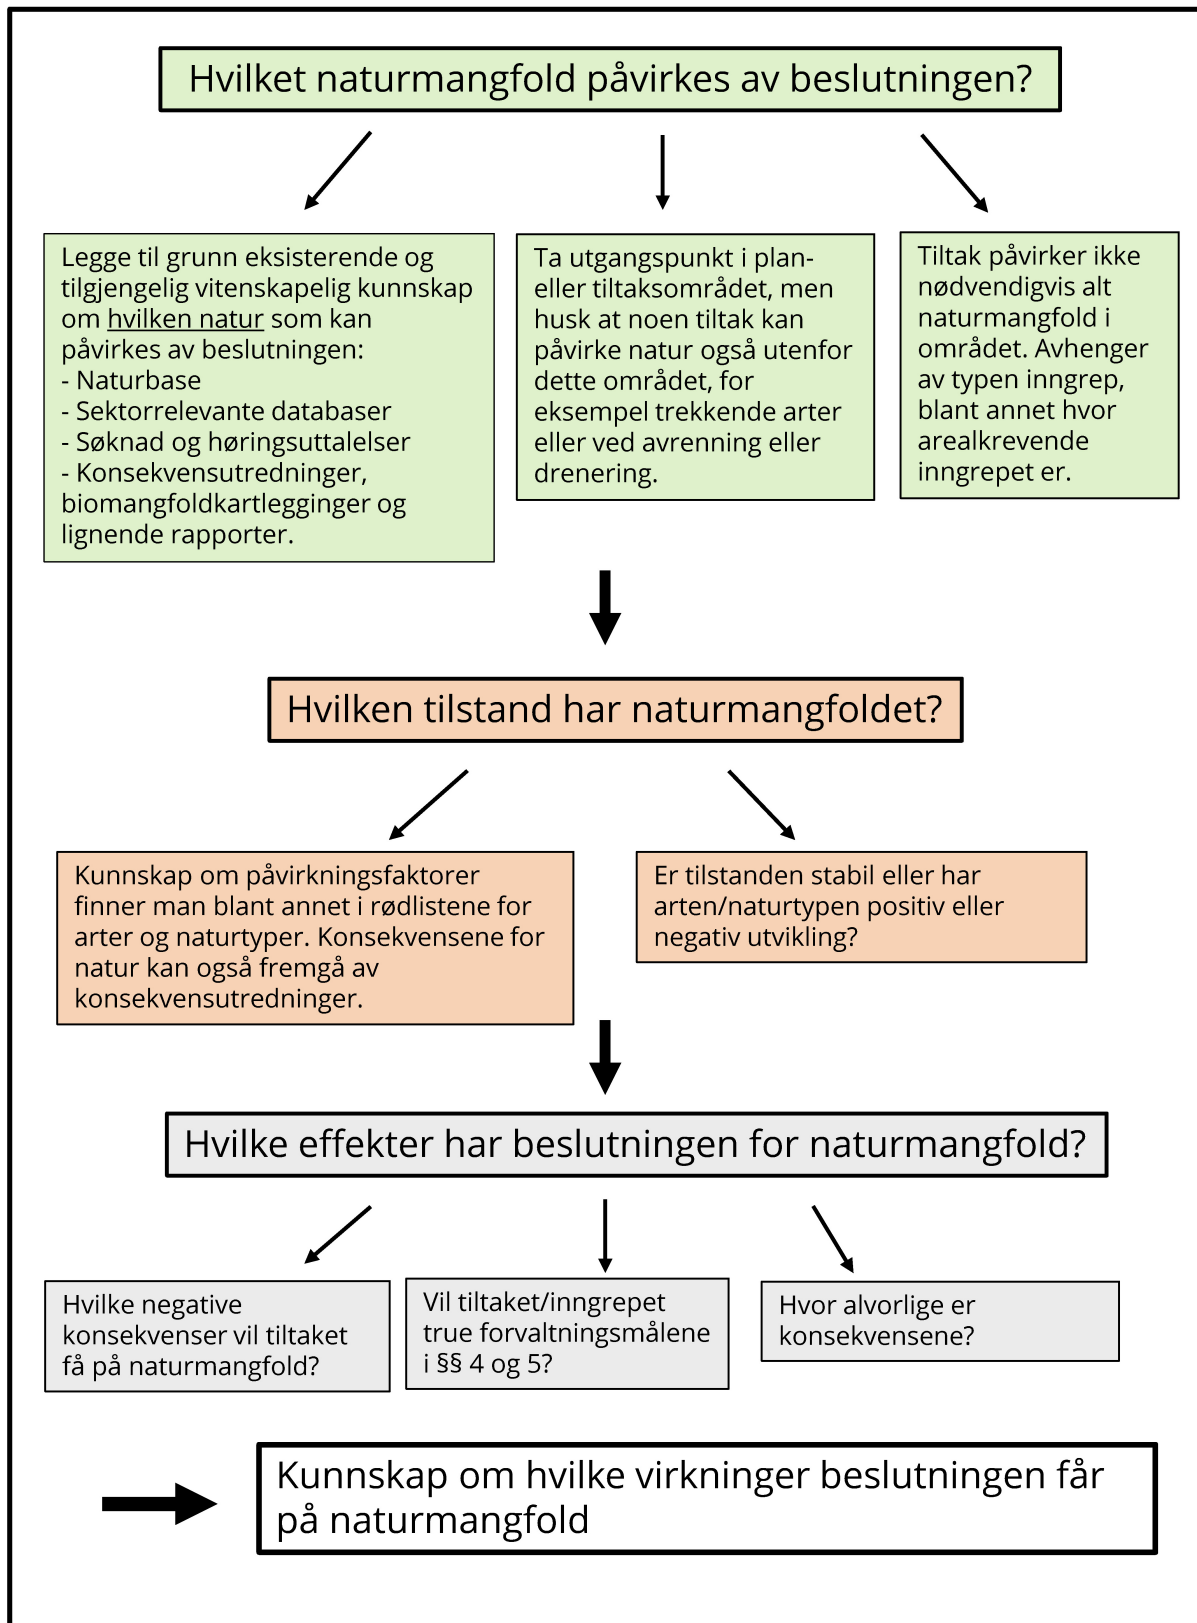 Hvilket naturmangfold påvirkes av beslutningen?
Legge til grunn eksisterende og
tilgjengelig vitenskapelig kunnskap
om hvilken natur som kan
påvirkes av beslutningen:
- Naturbase
- Sektorrelevante databaser
- Søknad og høringsuttalelser
- Konsekvensutredninger,
biomangfoldkartlegginger og
lignende rapporter.
Ta utgangspunkt i plan-
eller tiltaksområdet, men
husk at noen tiltak kan
påvirke natur også utenfor
dette området, for
eksempel trekkende arter
eller ved avrenning eller
drenering.
Tiltak påvirker ikke
nødvendigvis alt
naturmangfold i
området. Avhenger
av typen inngrep,
blant annet hvor
arealkrevende
inngrepet er.
Hvilken tilstand har naturmangfoldet?
Kunnskap om påvirkningsfaktorer
finner man blant annet i rødlistene for
arter og naturtyper. Konsekvensene for
natur kan også fremgå av
konsekvensutredninger.
Er tilstanden stabil eller har
arten/naturtypen positiv eller
negativ utvikling?
Hvilke effekter har beslutningen for naturmangfold?
Hvilke negative
konsekvenser vil tiltaket
få på naturmangfold?
Vil tiltaket/inngrepet
true forvaltningsmålene
i §§ 4 og 5?
Hvor alvorlige er
konsekvensene?
Kunnskap om hvilke virkninger beslutningen får
på naturmangfold